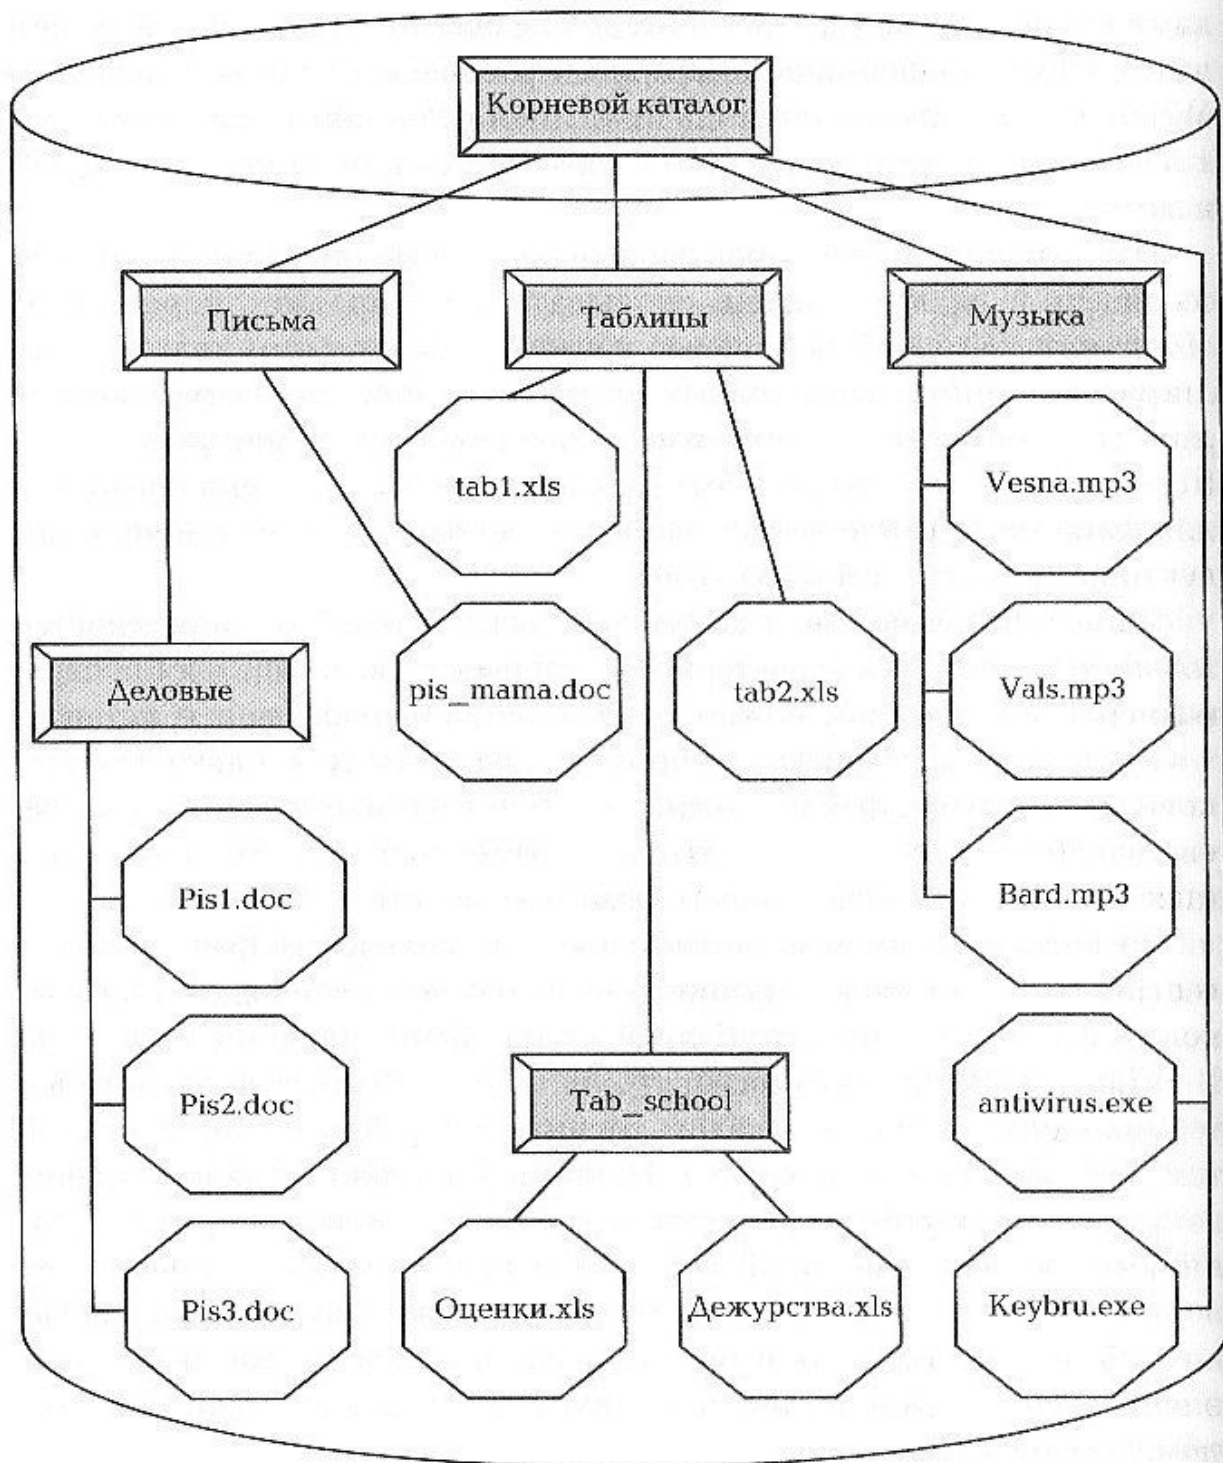 Корневой каталог
Письма
Таблицы
Музыка
tab1.xls
Vesna.mp3
Деловые
pis_mama.doc
tab2.xls
Vals.mp3
Pis1.doc
Bard.mp3
Pis2.doc
Tab_school
antivirus.exe
Pis3.doc
Оценки.xls
Дежурства.xls
Keybru.exe